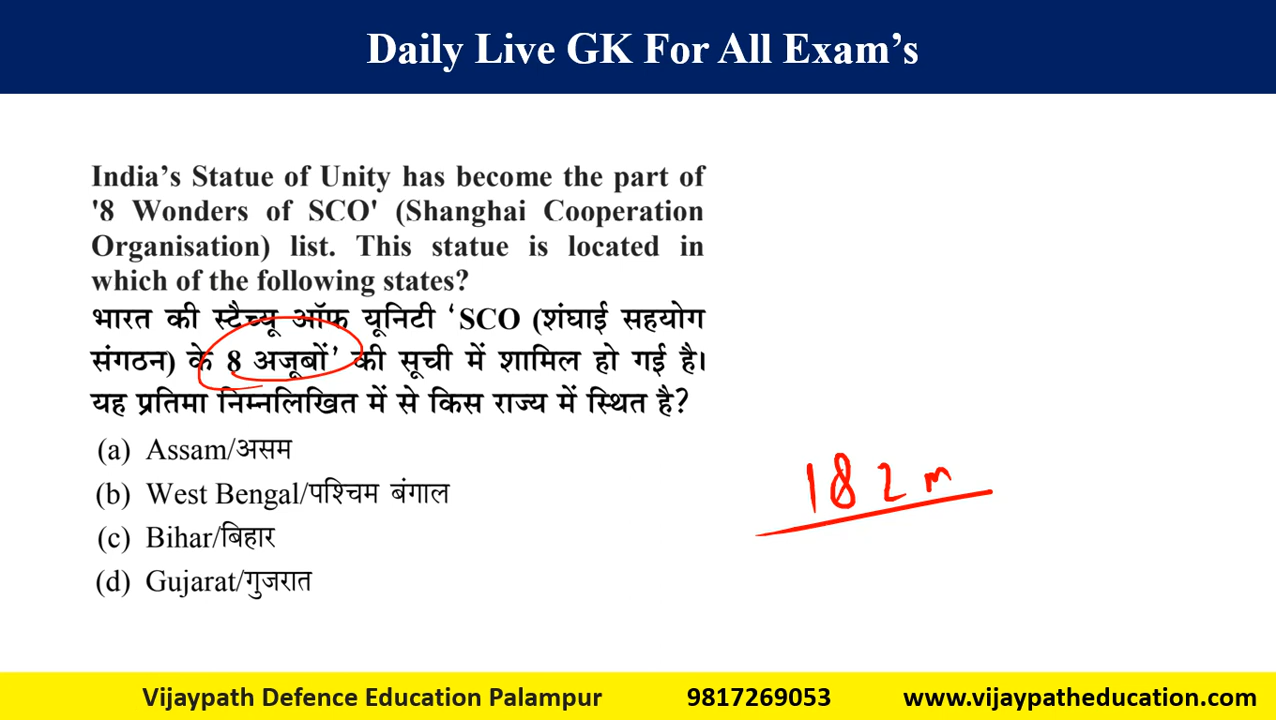 Daily Live GK For All Exam's
India's Statue of Unity has become the part of
'8 Wonders of SCO' (Shanghai Cooperation
Organisation) list. This statue is located in
which of the following states?
भारत की स्टैच्यू ऑफ यूनिटी ‘SCO (शंघाई सहयोग
संगठन) के 8 अजूबों’ की सूची में शामिल हो गई है।
यह प्रतिमा निम्नलिखित में से किस राज्य में स्थित है?
(a) Assam/असम
(b) West Bengal/पश्चिम बंगाल
(c) Bihar/बिहार
(d) Gujarat/गुजरात
182 m
Vijaypath Defence Education Palampur 9817269053 www.vijaypatheducation.com